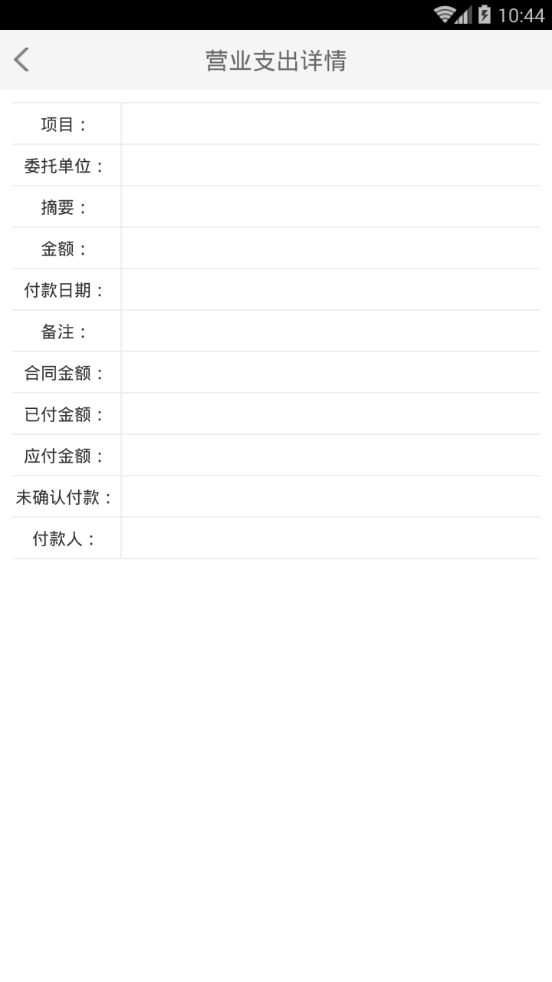 10:44
营业支出详情
项目：
委托单位：
摘要：
金额：
付款日期：
备注：
合同金额：
已付金额：
应付金额：
未确认付款：
付款人：